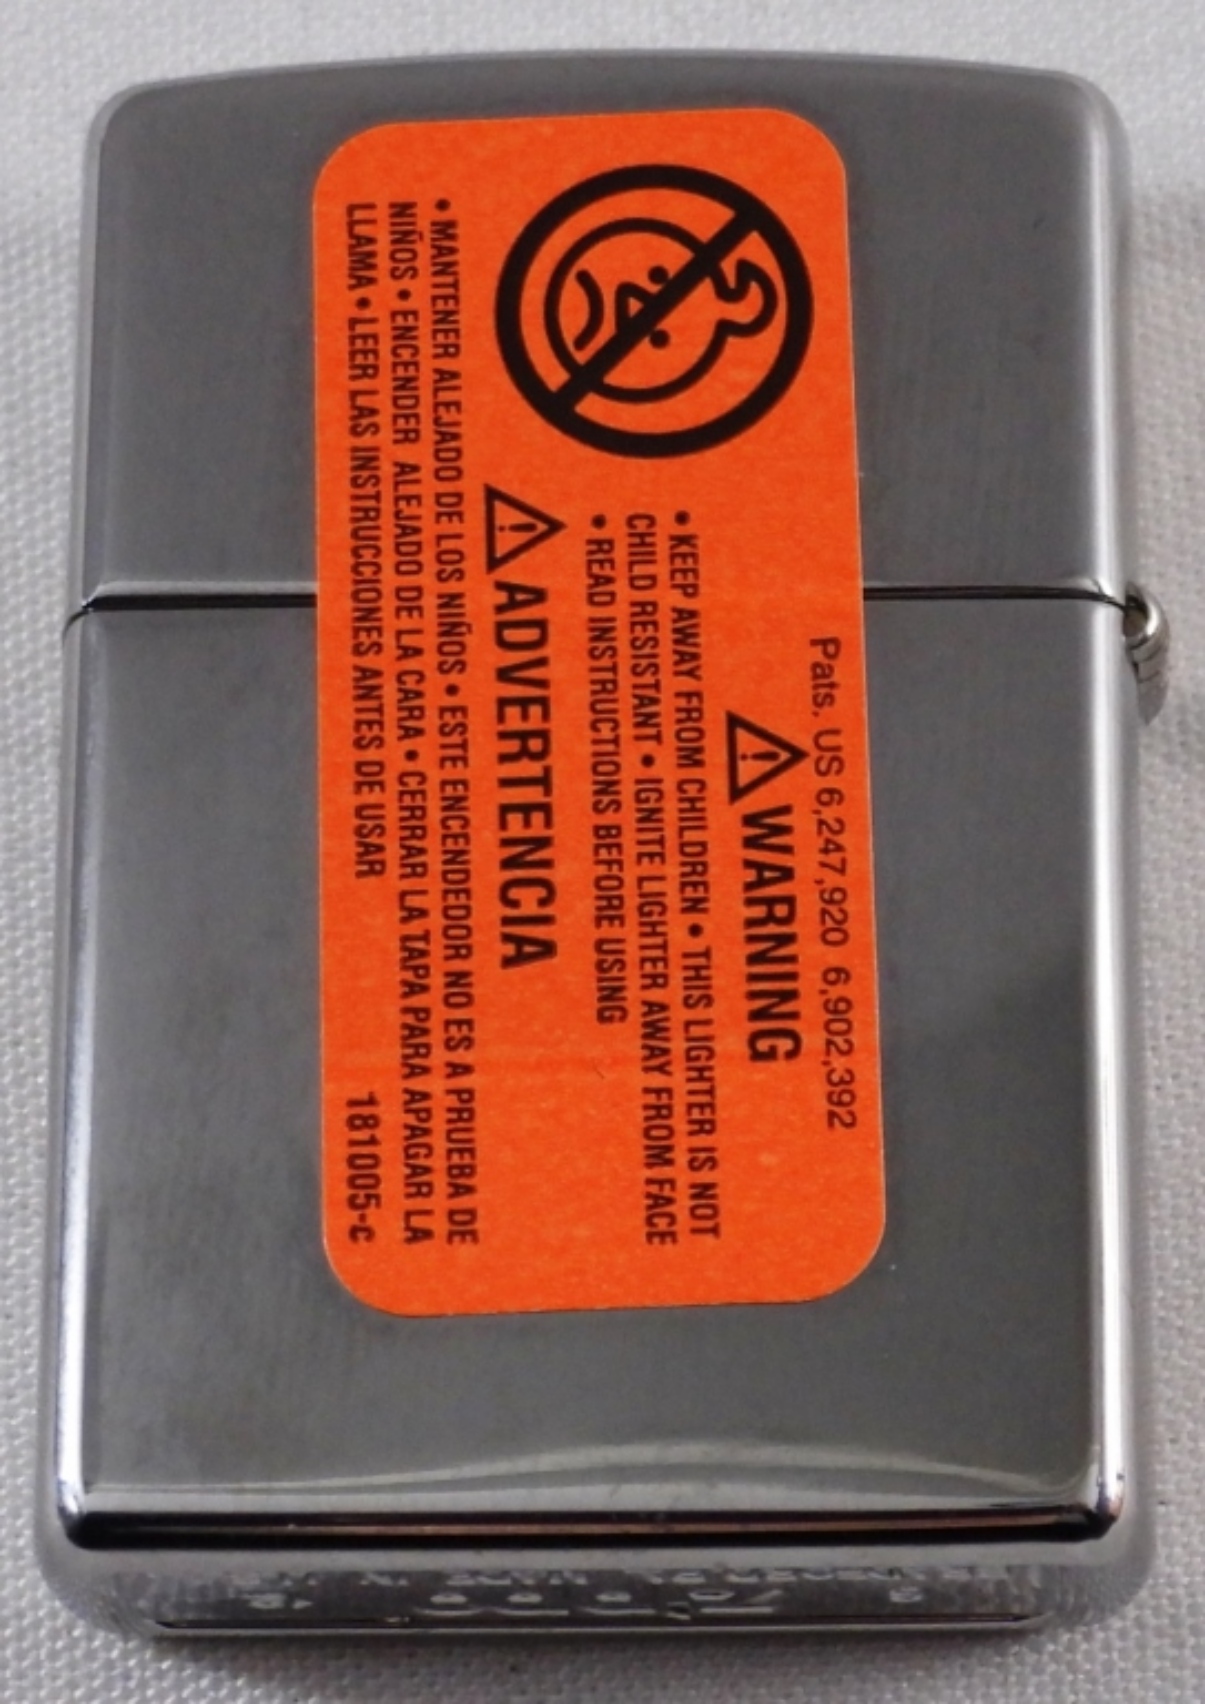 Pats. US 6,247,920 6,902,392
WARNING
• KEEP AWAY FROM CHILDREN • THIS LIGHTER IS NOT
CHILD RESISTANT • IGNITE LIGHTER AWAY FROM FACE
• READ INSTRUCTIONS BEFORE USING
ADVERTENCIA
• MANTENER ALEJADO DE LOS NIÑOS • ESTE ENCENDEDOR NO ES A PRUEBA DE
NIÑOS • ENCENDER ALEJADO DE LA CARA • CERRAR LA TAPA PARA APAGAR LA
LLAMA • LEER LAS INSTRUCCIONES ANTES DE USAR
181005-c